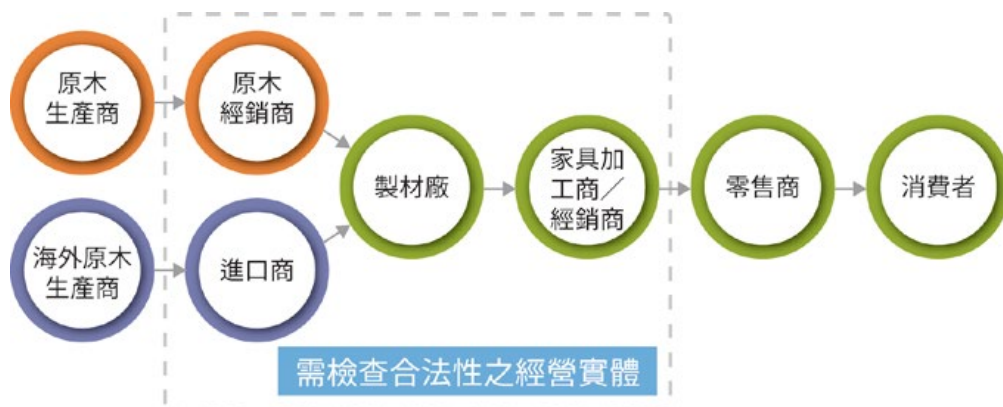 原木
生產商
原木
經銷商
海外原木
生產商
進口商
製材廠
家具加
工商／
經銷商
零售商
消費者
需檢查合法性之經營實體